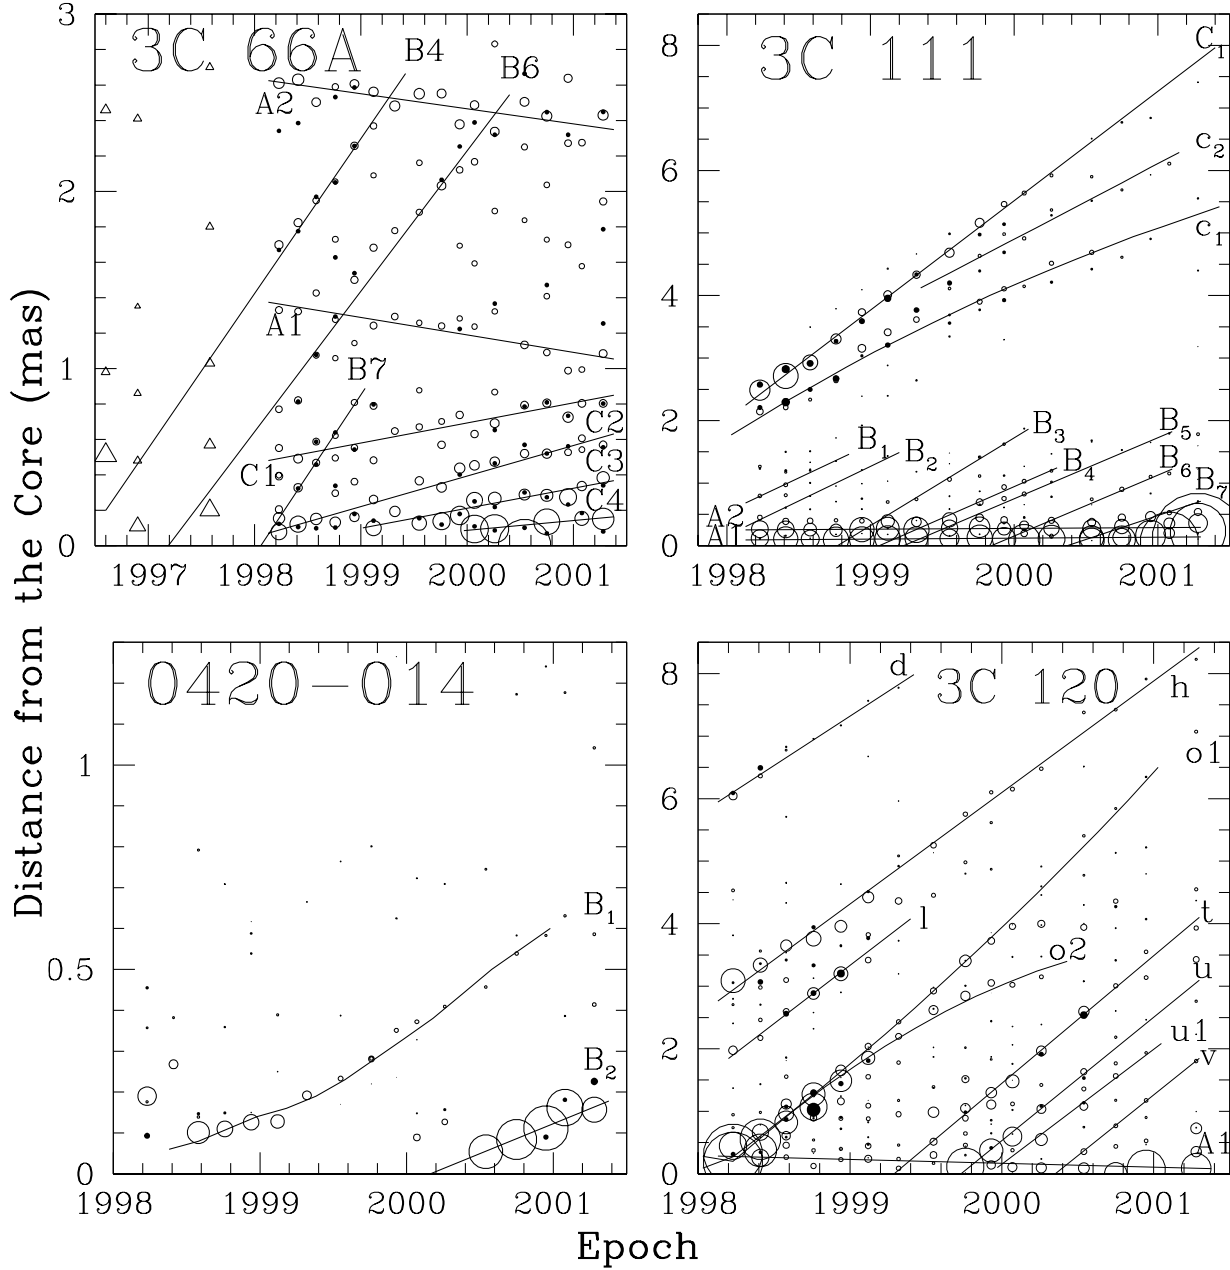 Distance from the Core (mas)
3C 66A
3
2
1
0
A2
B4
B6
A1
B7
C1
C2
C3
C4
1997 1998 1999 2000 2001
3C 111
8
6
4
2
0
C1
c2
c1
B1
B2
B3
B4
B5
B6
B7
A2
A1
1998 1999 2000 2001
0420-014
1
0.5
0
B1
B2
1998 1999 2000 2001
3C 120
8
6
4
2
0
d
h
o1
l
o2
t
u
u1
v
A1
1998 1999 2000 2001
Epoch